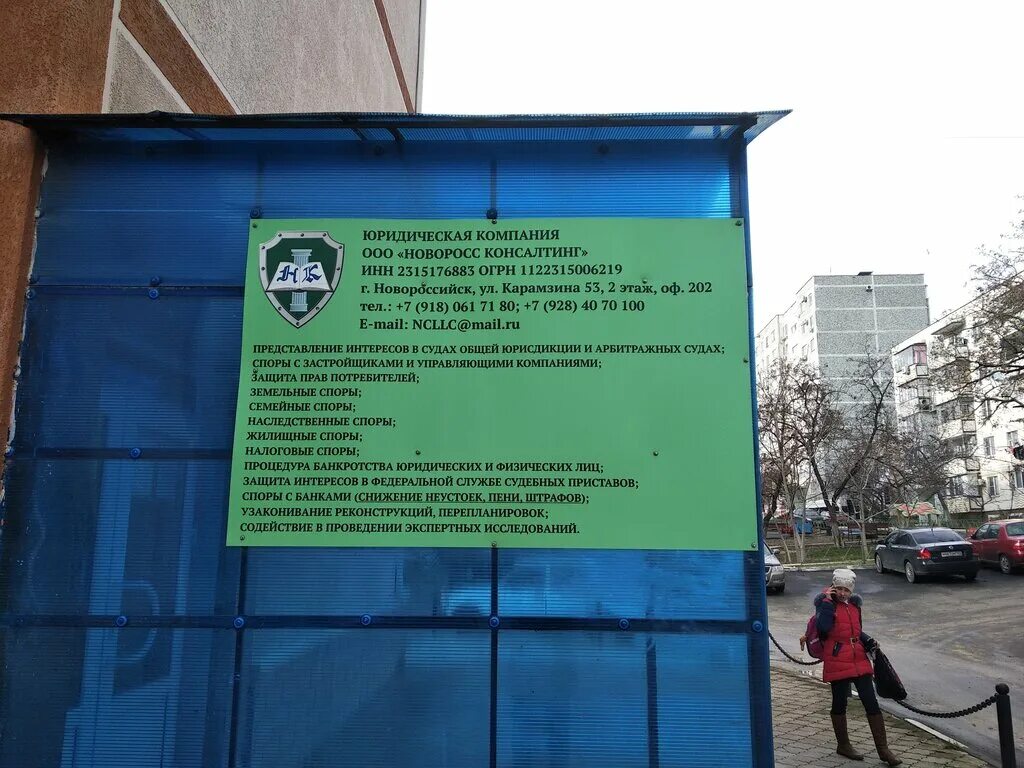 НК
ЮРИДИЧЕСКАЯ КОМПАНИЯ
ООО «НОВОРОСС КОНСАЛТИНГ»
ИНН 2315176883 ОГРН 1122315006219
г. Новороссийск, ул. Карамзина 53, 2 этаж, оф. 202
тел.: +7 (918) 061 71 80; +7 (928) 40 70 100
E-mail: NCLLC@mail.ru
ПРЕДСТАВЛЕНИЕ ИНТЕРЕСОВ В СУДАХ ОБЩЕЙ ЮРИСДИКЦИИ И АРБИТРАЖНЫХ СУДАХ;
СПОРЫ С ЗАСТРОЙЩИКАМИ И УПРАВЛЯЮЩИМИ КОМПАНИЯМИ;
ЗАЩИТА ПРАВ ПОТРЕБИТЕЛЕЙ;
ЗЕМЕЛЬНЫЕ СПОРЫ;
СЕМЕЙНЫЕ СПОРЫ;
НАСЛЕДСТВЕННЫЕ СПОРЫ;
ЖИЛИЩНЫЕ СПОРЫ;
НАЛОГОВЫЕ СПОРЫ;
ПРОЦЕДУРА БАНКРОТСТВА ЮРИДИЧЕСКИХ И ФИЗИЧЕСКИХ ЛИЦ;
ЗАЩИТА ИНТЕРЕСОВ В ФЕДЕРАЛЬНОЙ СЛУЖБЕ СУДЕБНЫХ ПРИСТАВОВ;
СПОРЫ С БАНКАМИ (СНИЖЕНИЕ НЕУСТОЕК, ПЕНИ, ШТРАФОВ);
УЗАКОНИВАНИЕ РЕКОНСТРУКЦИЙ, ПЕРЕПЛАНИРОВОК;
СОДЕЙСТВИЕ В ПРОВЕДЕНИИ ЭКСПЕРТНЫХ ИССЛЕДОВАНИЙ.